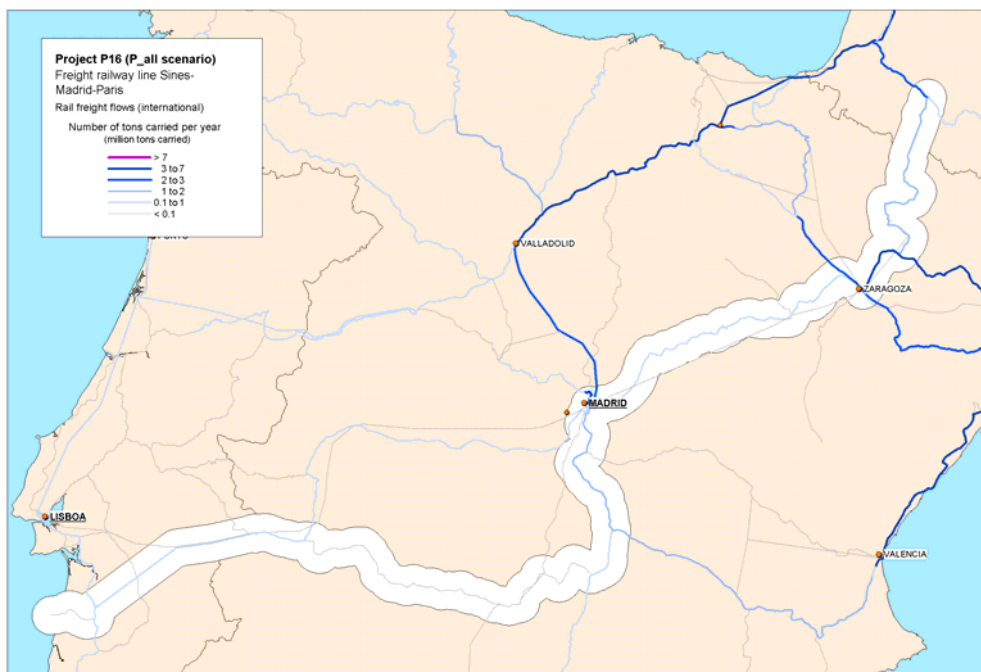 Project P16 (P_all scenario)
Freight railway line Sines-
Madrid-Paris
Rail freight flows (international)
Number of tons carried per year
(million tons carried)
> 7
3 to 7
2 to 3
1 to 2
0.1 to 1
< 0.1
VALLADOLID
ZARAGOZA
MADRID
LISBOA
VALENCIA